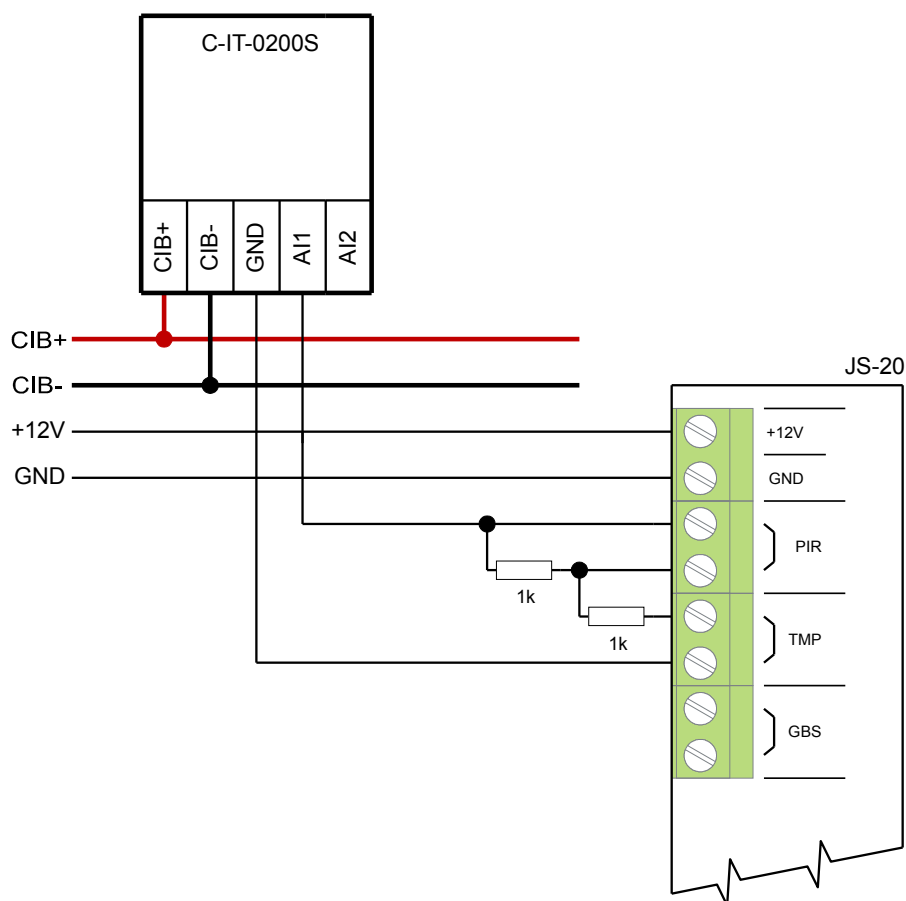 C-IT-0200S
CIB+
CIB-
GND
AI1
AI2
CIB+
CIB-
+12V
GND
JS-20
+12V
GND
PIR
1k
TMP
1k
GBS